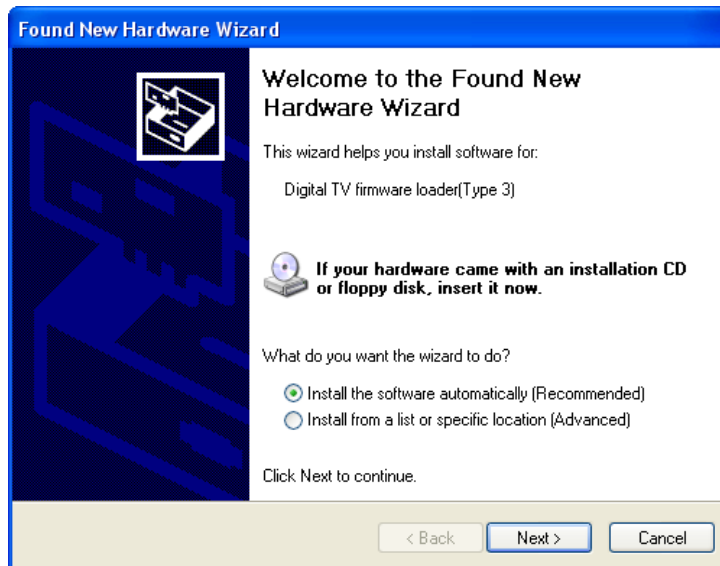 Found New Hardware Wizard
Welcome to the Found New
Hardware Wizard
This wizard helps you install software for:
Digital TV firmware loader(Type 3)
If your hardware came with an installation CD
or floppy disk, insert it now.
What do you want the wizard to do?
Install the software automatically (Recommended)
Install from a list or specific location (Advanced)
Click Next to continue.
< Back Next > Cancel